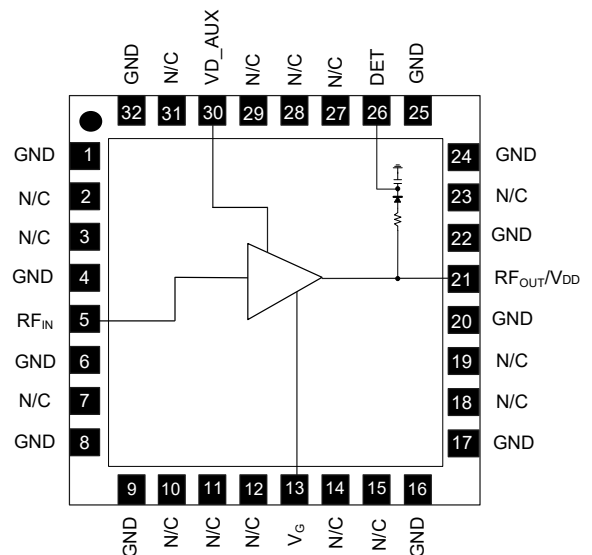 GND N/C VD_AUX N/C N/C N/C DET GND
32 31 30 29 28 27 26 25
GND 1
N/C 2
N/C 3
GND 4
RFIN 5
GND 6
N/C 7
GND 8
24 GND
23 N/C
22 GND
21 RFOUT/VDD
20 GND
19 N/C
18 N/C
17 GND
9 10 11 12 13 14 15 16
GND N/C N/C N/C VG N/C N/C GND